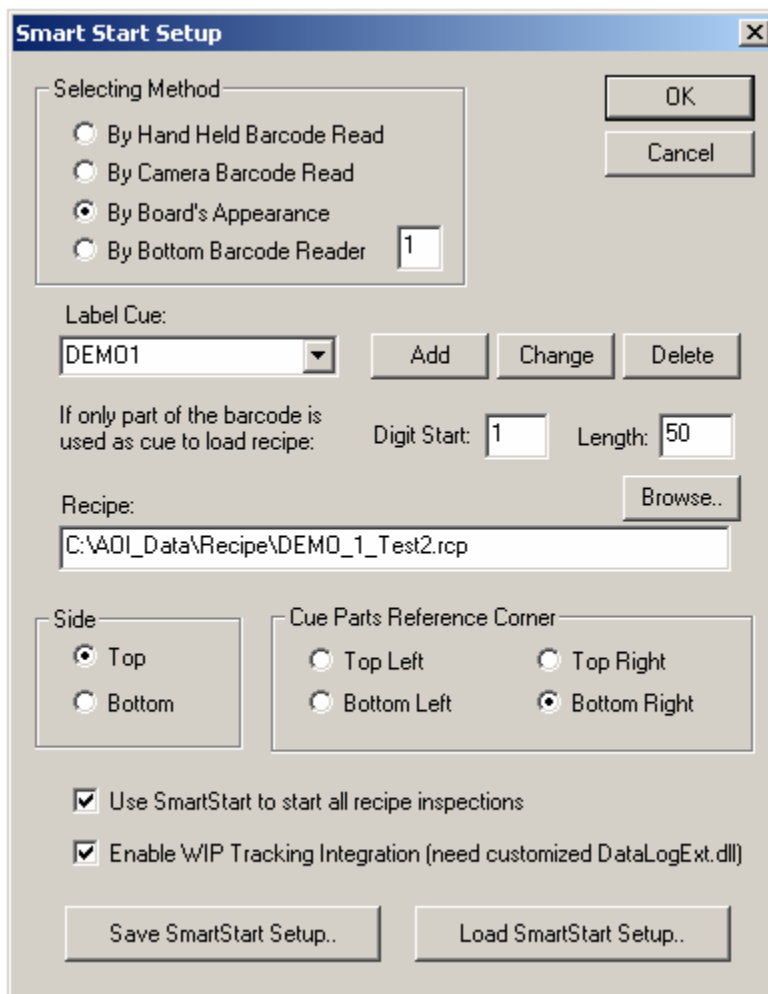 Smart Start Setup
Selecting Method
OK
By Hand Held Barcode Read
Cancel
By Camera Barcode Read
By Board's Appearance
By Bottom Barcode Reader 1
Label Cue:
DEMO1 Add Change Delete
If only part of the barcode is
used as cue to load recipe: Digit Start: 1 Length: 50
Browse..
Recipe:
C:\AOI_Data\Recipe\DEMO_1_Test2.rcp
Side Cue Parts Reference Corner
Top Top Left Top Right
Bottom Bottom Left Bottom Right
Use SmartStart to start all recipe inspections
Enable WIP Tracking Integration (need customized DataLogExt.dll)
Save SmartStart Setup.. Load SmartStart Setup..